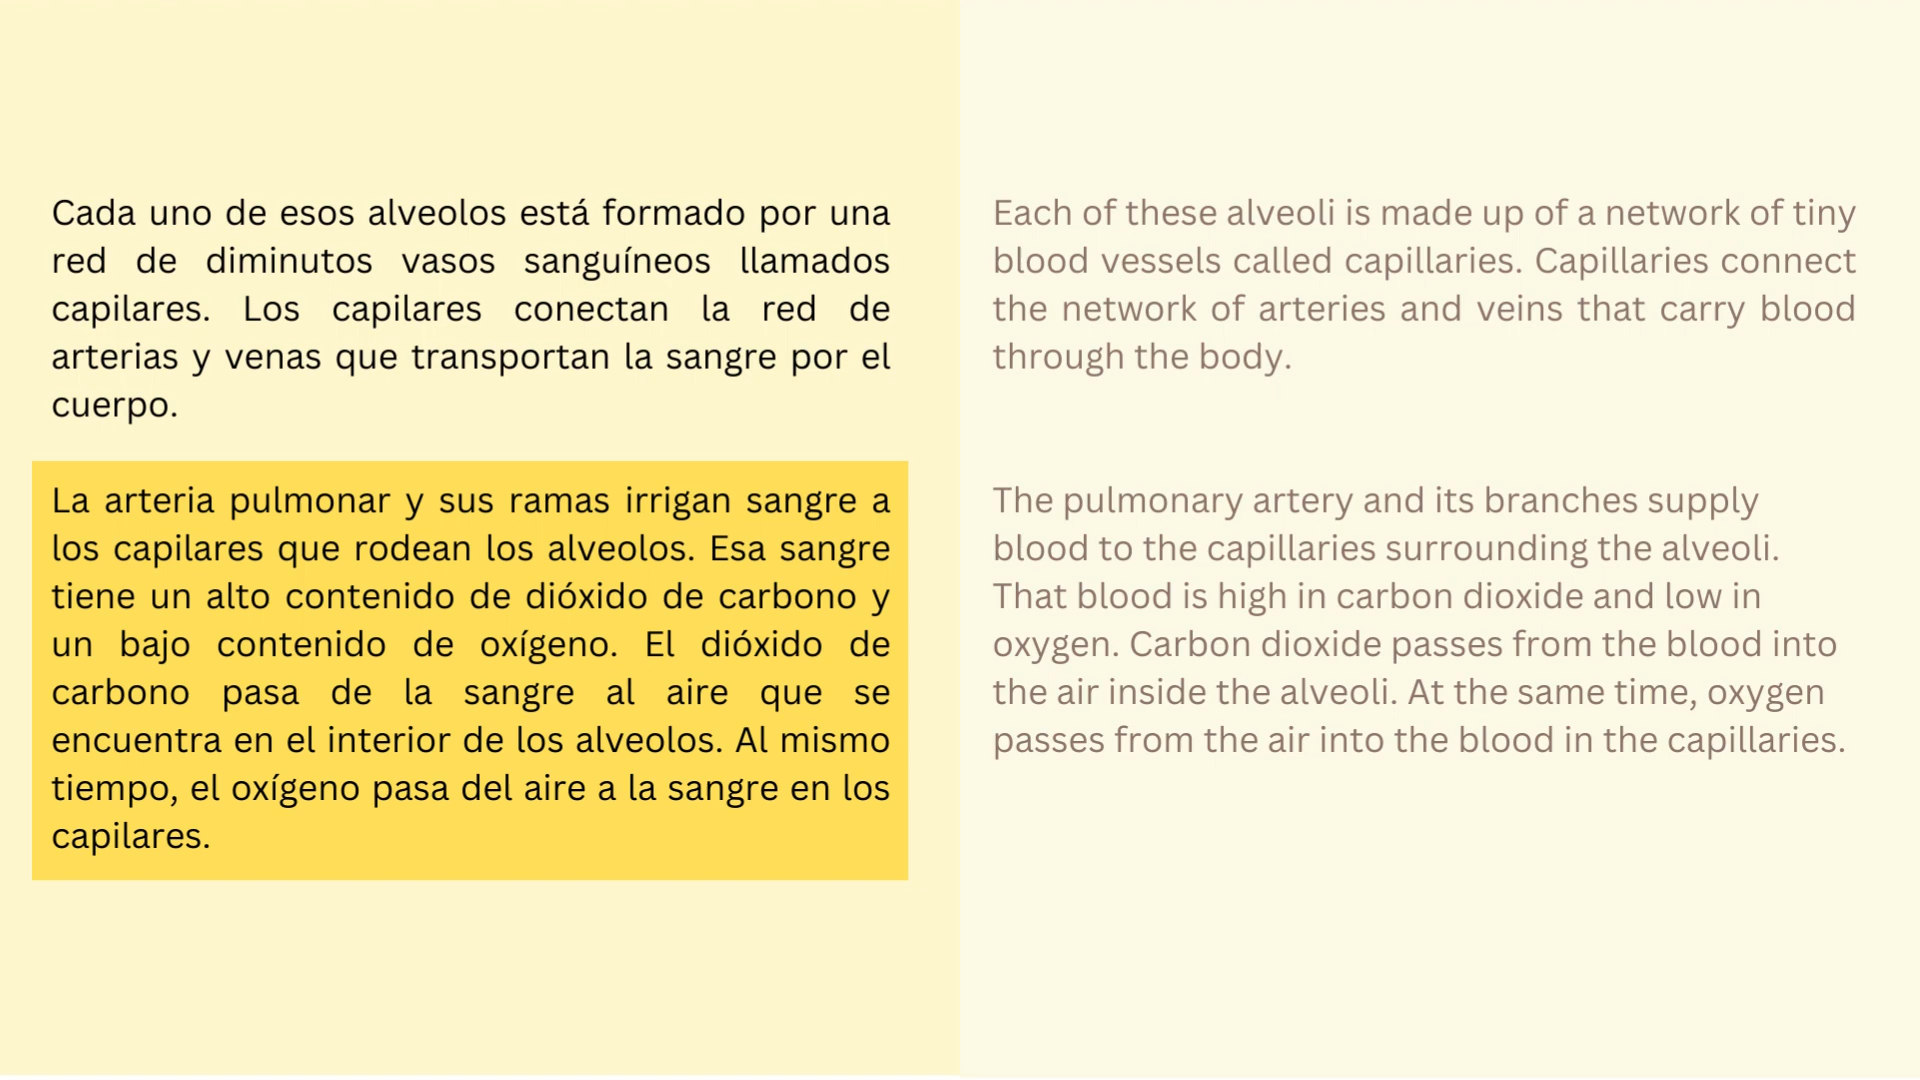 Cada uno de esos alveolos está formado por una
red de diminutos vasos sanguíneos llamados
capilares. Los capilares conectan la red de
arterias y venas que transportan la sangre por el
cuerpo.
La arteria pulmonar y sus ramas irrigan sangre a
los capilares que rodean los alveolos. Esa sangre
tiene un alto contenido de dióxido de carbono y
un bajo contenido de oxígeno. El dióxido de
carbono pasa de la sangre al aire que se
encuentra en el interior de los alveolos. Al mismo
tiempo, el oxígeno pasa del aire a la sangre en los
capilares.
Each of these alveoli is made up of a network of tiny
blood vessels called capillaries. Capillaries connect
the network of arteries and veins that carry blood
through the body.
The pulmonary artery and its branches supply
blood to the capillaries surrounding the alveoli.
That blood is high in carbon dioxide and low in
oxygen. Carbon dioxide passes from the blood into
the air inside the alveoli. At the same time, oxygen
passes from the air into the blood in the capillaries.